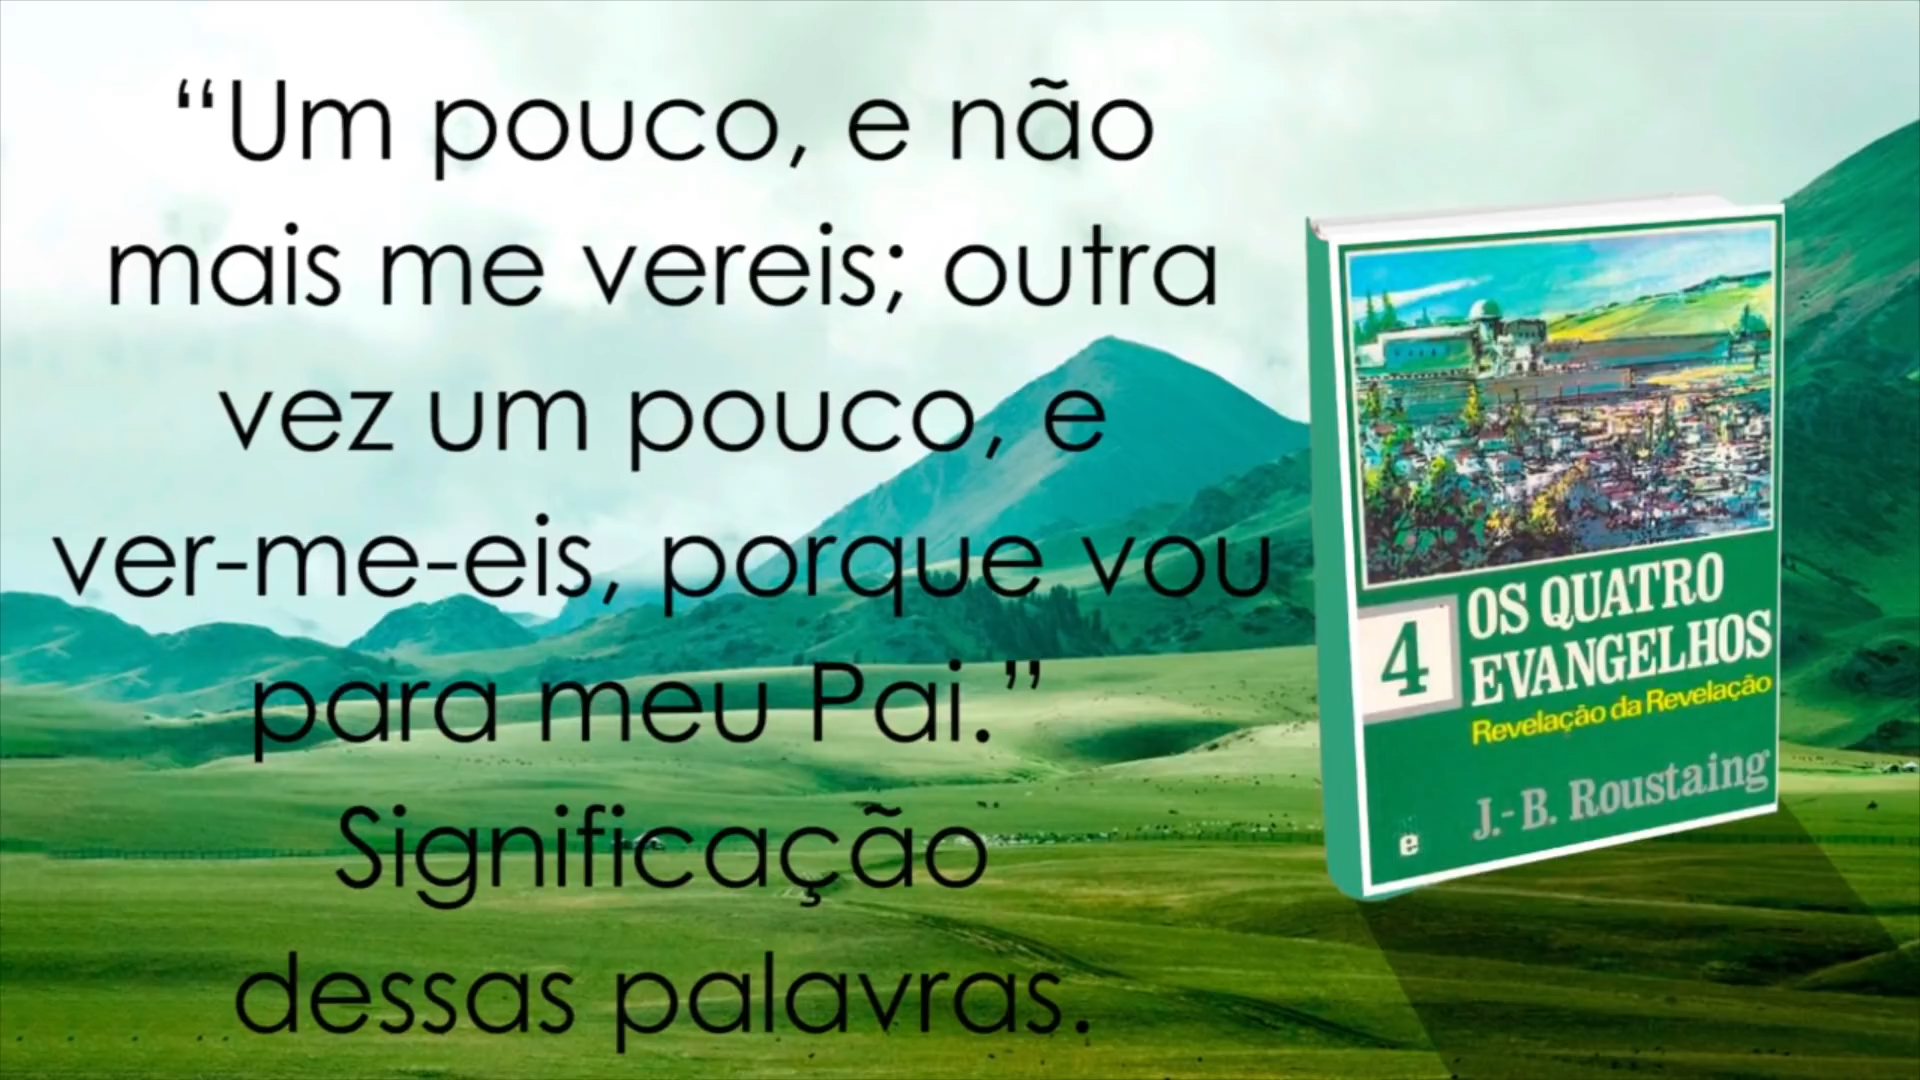 “Um pouco, e não
mais me vereis; outra
vez um pouco, e
ver-me-eis, porque vou
para meu Pai.”
Significação
dessas palavras.
4
OS QUATRO
EVANGELHOS
Revelação da Revelação
J.-B. Roustaing
e